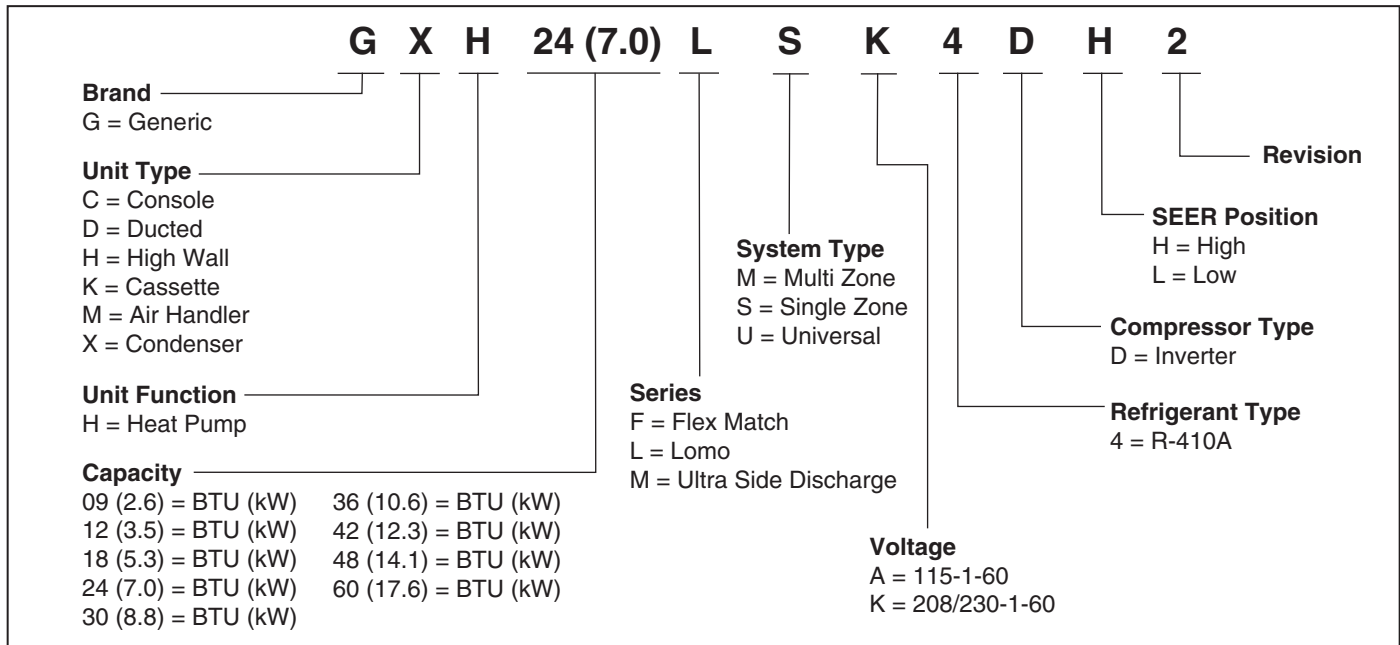 G X H 24 (7.0) L S K 4 D H 2
Brand
G = Generic
Unit Type
C = Console
D = Ducted
H = High Wall
K = Cassette
M = Air Handler
X = Condenser
Unit Function
H = Heat Pump
Capacity
09 (2.6) = BTU (kW) 36 (10.6) = BTU (kW)
12 (3.5) = BTU (kW) 42 (12.3) = BTU (kW)
18 (5.3) = BTU (kW) 48 (14.1) = BTU (kW)
24 (7.0) = BTU (kW) 60 (17.6) = BTU (kW)
30 (8.8) = BTU (kW)
Series
F = Flex Match
L = Lomo
M = Ultra Side Discharge
System Type
M = Multi Zone
S = Single Zone
U = Universal
Voltage
A = 115-1-60
K = 208/230-1-60
Refrigerant Type
4 = R-410A
Compressor Type
D = Inverter
SEER Position
H = High
L = Low
Revision